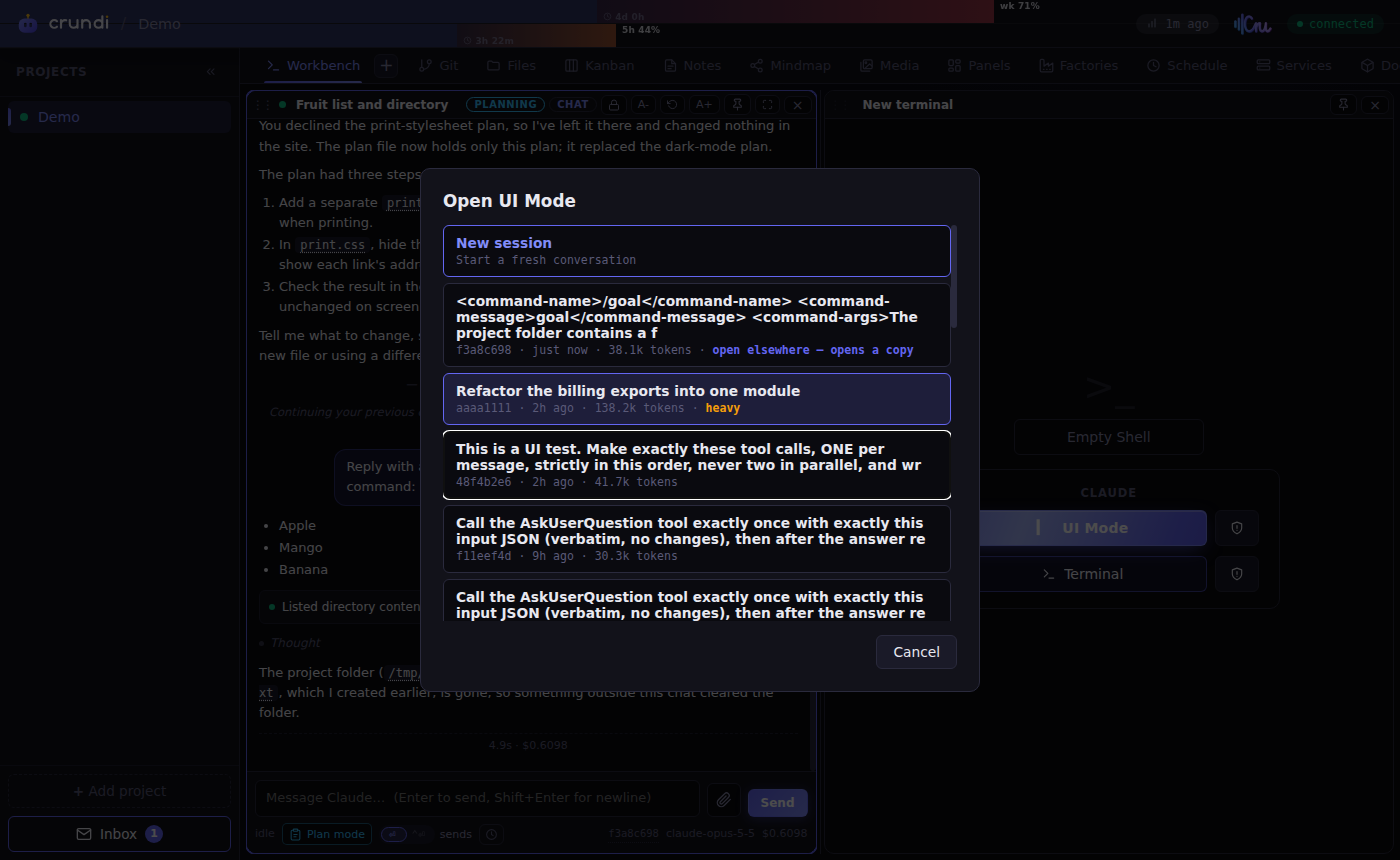 crundi / Demo
4d 9h
wk 71%
3h 22m
5h 44%
1m ago
Cru
connected
PROJECTS
«
Workbench
+
Git
Files
Kanban
Notes
Mindmap
Media
Panels
Factories
Schedule
Services
Do
Demo
Fruit list and directory
PLANNING
CHAT
A-
A+
New terminal
You declined the print-stylesheet plan, so I've left it there and changed nothing in
the site. The plan file now holds only this plan; it replaced the dark-mode plan.
The plan had three steps
1. Add a separate print
when printing.
2. In print.css, hide th
show each link's addr
3. Check the result in the
unchanged on screen
Tell me what to change, s
new file or using a differe
Continuing your previous
Reply with a
command:
• Apple
• Mango
• Banana
Listed directory conten
Thought
The project folder ( /tmp/
xt , which I created earlier, is gone, so something outside this chat cleared the
folder.
4.9s · $0.6098
Open UI Mode
New session
Start a fresh conversation
<command-name>/goal</command-name> <command-
message>goal</command-message> <command-args>The
project folder contains a f
f3a8c698 · just now · 38.1k tokens · open elsewhere — opens a copy
Refactor the billing exports into one module
aaaa1111 · 2h ago · 138.2k tokens · heavy
This is a UI test. Make exactly these tool calls, ONE per
message, strictly in this order, never two in parallel, and wr
48f4b2e6 · 2h ago · 41.7k tokens
Call the AskUserQuestion tool exactly once with exactly this
input JSON (verbatim, no changes), then after the answer re
f11eef4d · 9h ago · 30.3k tokens
Call the AskUserQuestion tool exactly once with exactly this
input JSON (verbatim, no changes), then after the answer re
Cancel
>_
Empty Shell
CLAUDE
UI Mode
Terminal
+ Add project
Inbox 1
Message Claude… (Enter to send, Shift+Enter for newline)
Send
idle
Plan mode
sends
f3a8c698 claude-opus-5-5 $0.6098